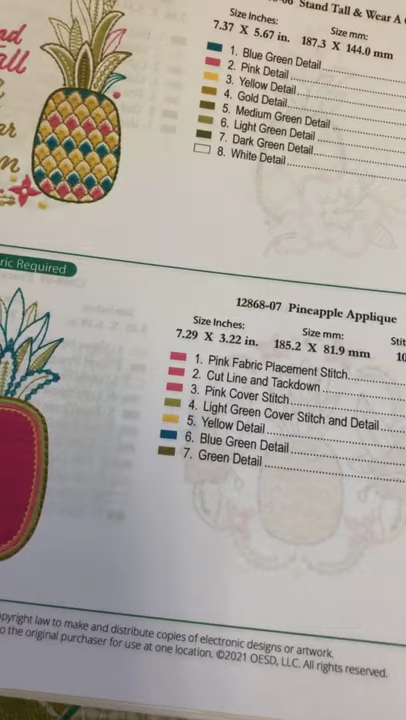 Stand Tall & Wear A
Size Inches: Size mm:
7.37 X 5.67 in. 187.3 X 144.0 mm
1. Blue Green Detail
2. Pink Detail
3. Yellow Detail
4. Gold Detail
5. Medium Green Detail
6. Light Green Detail
7. Dark Green Detail
8. White Detail
ric Required
12868-07 Pineapple Applique
Size Inches: Size mm: Stit
7.29 X 3.22 in. 185.2 X 81.9 mm 10
1. Pink Fabric Placement Stitch
2. Cut Line and Tackdown
3. Pink Cover Stitch
4. Light Green Cover Stitch and Detail
5. Yellow Detail
6. Blue Green Detail
7. Green Detail
pyright law to make and distribute copies of electronic designs or artwork.
o the original purchaser for use at one location. ©2021 OESD, LLC. All rights reserved.